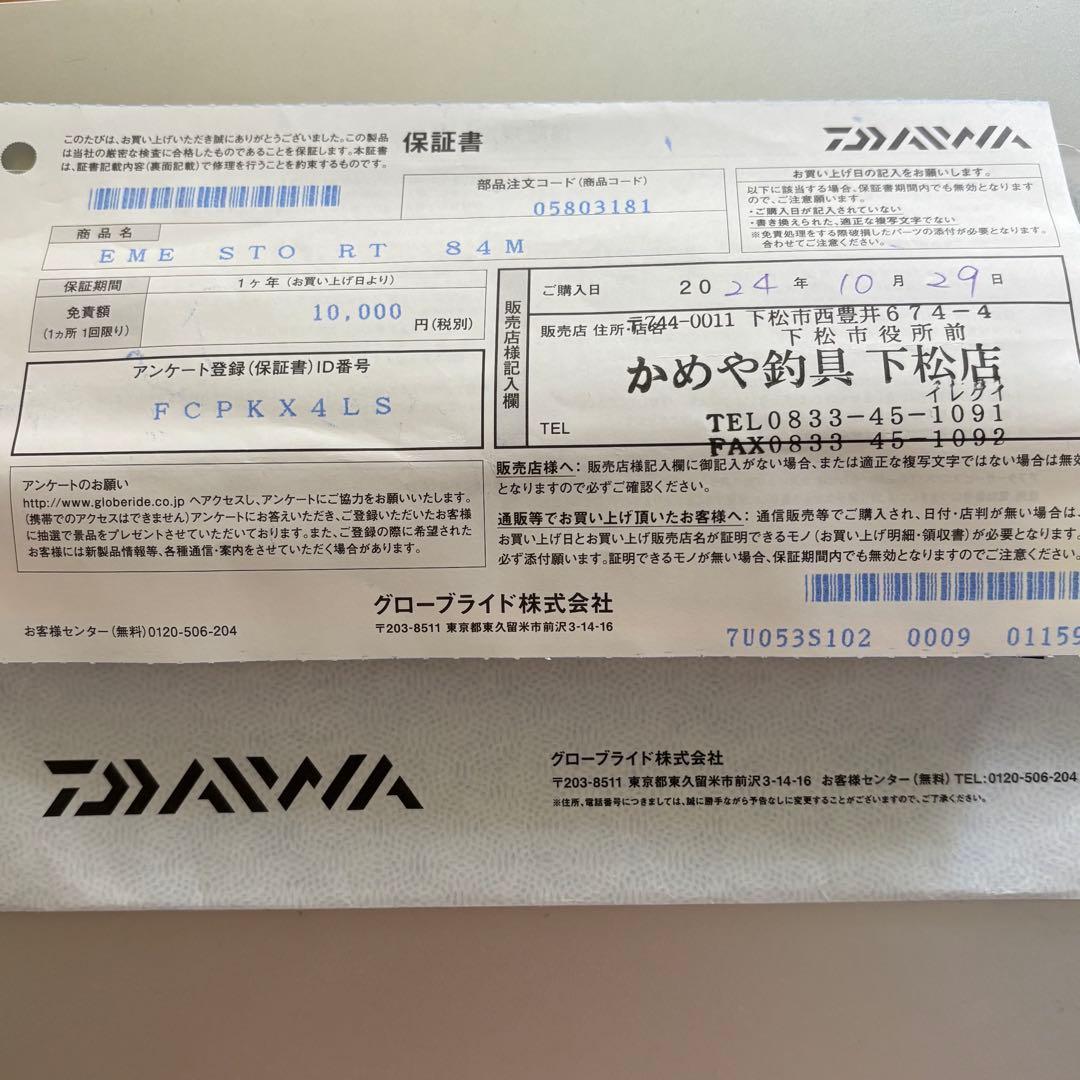 このたびは、お買い上げいただき誠にありがとうございました。この製品
は当社の厳密な検査に合格したものであることを保証します。本証書
は、証書記載内容(裏面記載)で修理を行うことを約束するものです。
保証書
DAIWA
部品注文コード(商品コード)
05803181
お買い上げ日の記入をお願いします。
以下に該当する場合、保証書期間内でも無効となります
ので、ご注意願います。
・ご購入日が記入されていない
・書き換えられた、適正な複写文字でない
※免責処理をする際破損したパーツの添付が必要となります。
合わせてご注意ください。
商品名
EME STO RT 84M
保証期間
1ヶ年(お買い上げ日より)
免責額
(1ヵ所 1回限り)
10,000 円(税別)
アンケート登録(保証書)ID番号
FCPKX4LS
販売店様記入欄
ご購入日 2024年10月29日
販売店 住所・店名
〒744-0011 下松市西豊井674-4
下松市役所前
かめや釣具 下松店
イレグイ
TEL
TEL0833-45-1091
FAX0833-45-1092
アンケートのお願い
http://www.globeride.co.jp へアクセスし、アンケートにご協力をお願いいたします。
(携帯でのアクセスはできません)アンケートにお答えいただき、ご登録いただいたお客様
に抽選で景品をプレゼントさせていただいております。また、ご登録の際に希望された
お客様には新製品情報等、各種通信・案内をさせていただく場合があります。
販売店様へ:販売店様記入欄に御記入がない場合、または適正な複写文字ではない場合は無効
となりますので必ずご確認ください。
通販等でお買い上げ頂いたお客様へ:通信販売等でご購入され、日付・店判が無い場合は、
お買い上げ日とお買い上げ販売店名が証明できるモノ(お買い上げ明細・領収書)が必要となります。
必ず添付願います。証明できるモノが無い場合、保証期間内でも無効となりますのでご注意ください。
グローブライド株式会社
〒203-8511 東京都東久留米市前沢3-14-16
お客様センター(無料)0120-506-204
7U053S102 0009 01159
DAIWA
グローブライド株式会社
〒203-8511 東京都東久留米市前沢3-14-16 お客様センター(無料) TEL:0120-506-204
※住所、電話番号につきましては、誠に勝手ながら予告なしに変更することがございますので、ご了承ください。